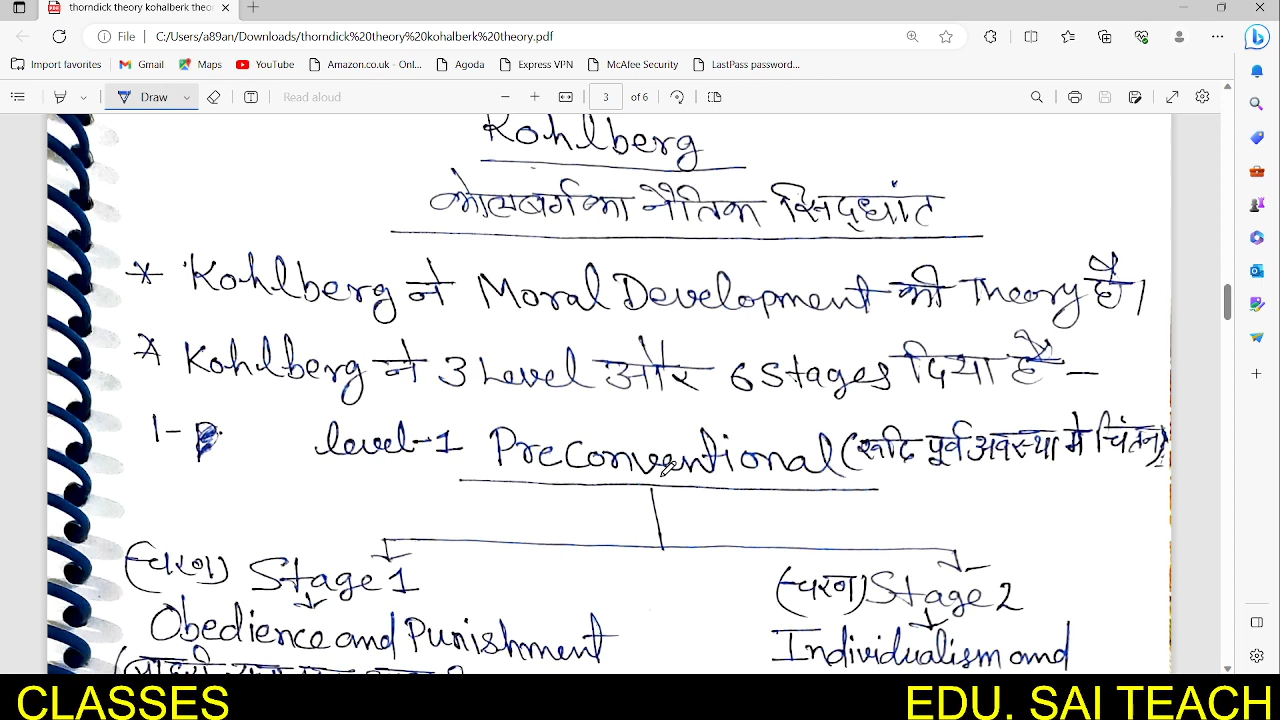 thorndick theory kohalberk theo
File C:/Users/a89an/Downloads/thorndick%20theory%20kohalberk%20theory.pdf
Import favorites Gmail Maps YouTube Amazon.co.uk - Onl... Agoda Express VPN McAfee Security LastPass password...
Draw Read aloud 3 of 6
Kohlberg
कोहलबर्ग का नैतिक सिद्धांत
* Kohlberg ने Moral Development की Theory है।
* Kohlberg ने 3 Level और 6 Stages दिया है –
1- P level-1 Preconventional (रूढि पूर्व अवस्था मे चिंतन)
(चरण) Stage 1 (चरन) Stage 2
Obedience and Punishment Individualism and
CLASSES EDU. SAI TEACH